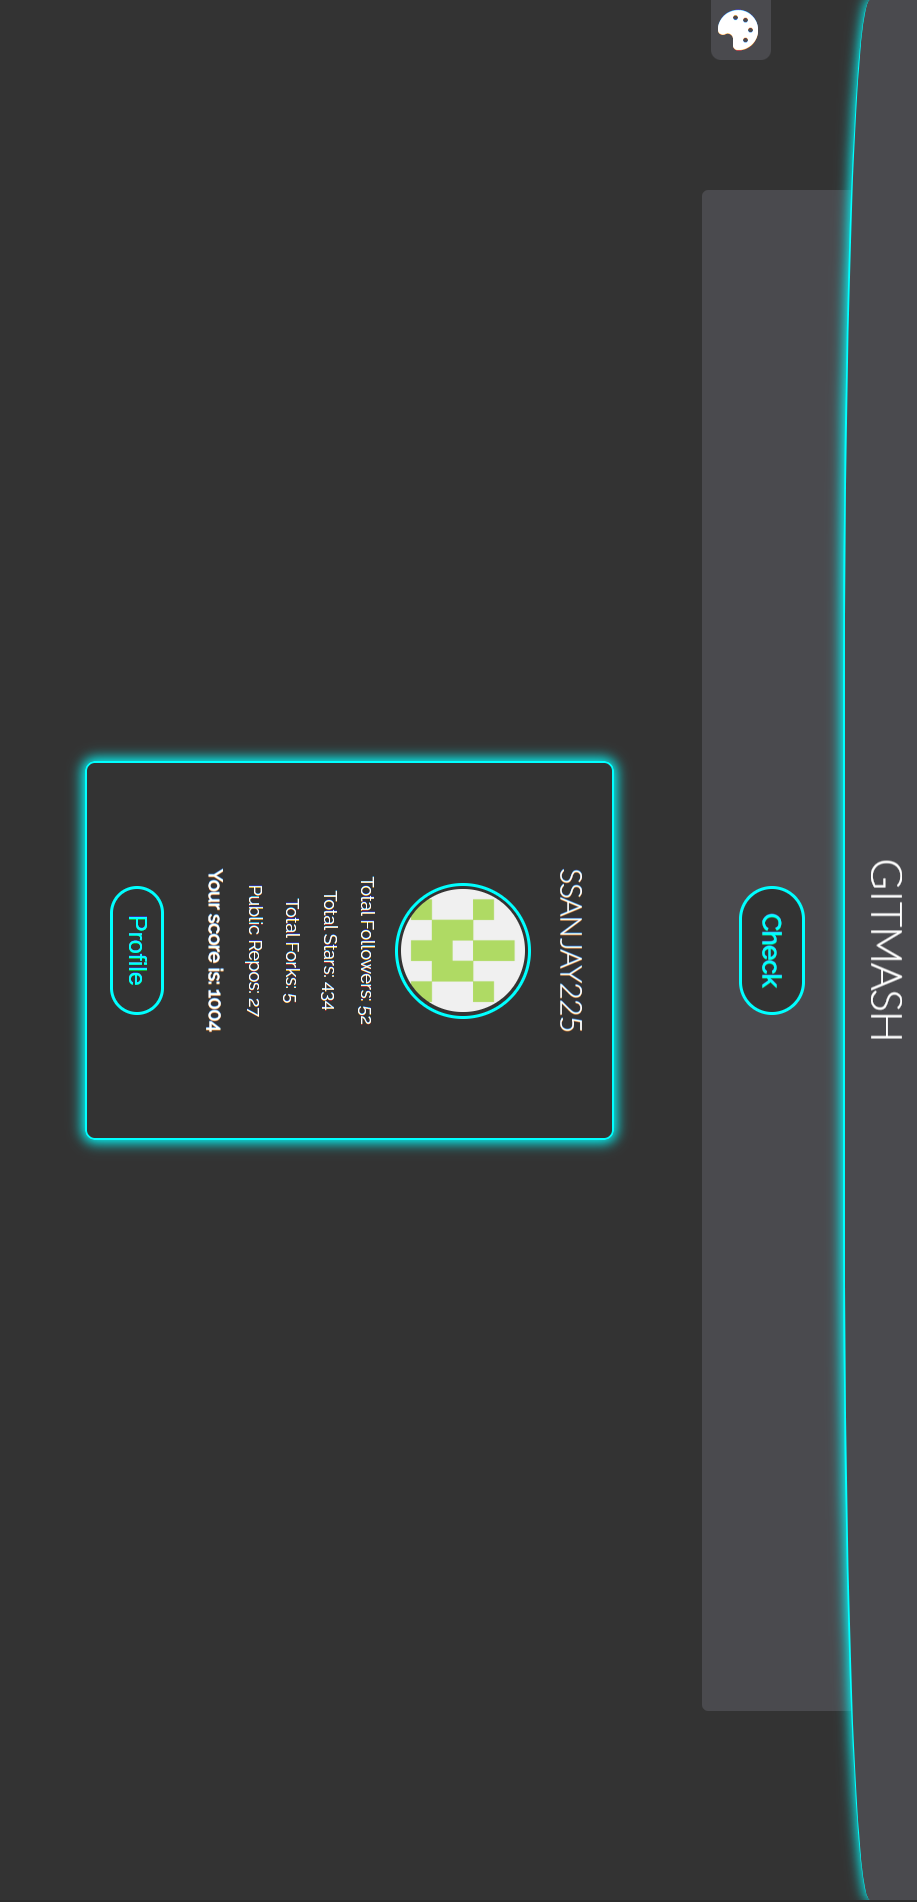 GITMASH
Check
SSANJAY225
Total Followers: 52
Total Stars: 434
Total Forks: 5
Public Repos: 27
Your score is: 1004
Profile